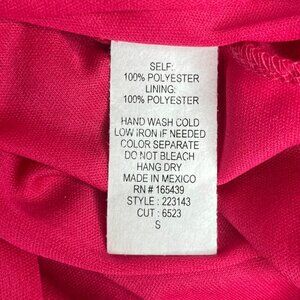 SELF:
100% POLYESTER
LINING:
100% POLYESTER
HAND WASH COLD
LOW IRON IF NEEDED
COLOR SEPARATE
DO NOT BLEACH
HANG DRY
MADE IN MEXICO
RN # 165439
STYLE : 223143
CUT : 6523
S